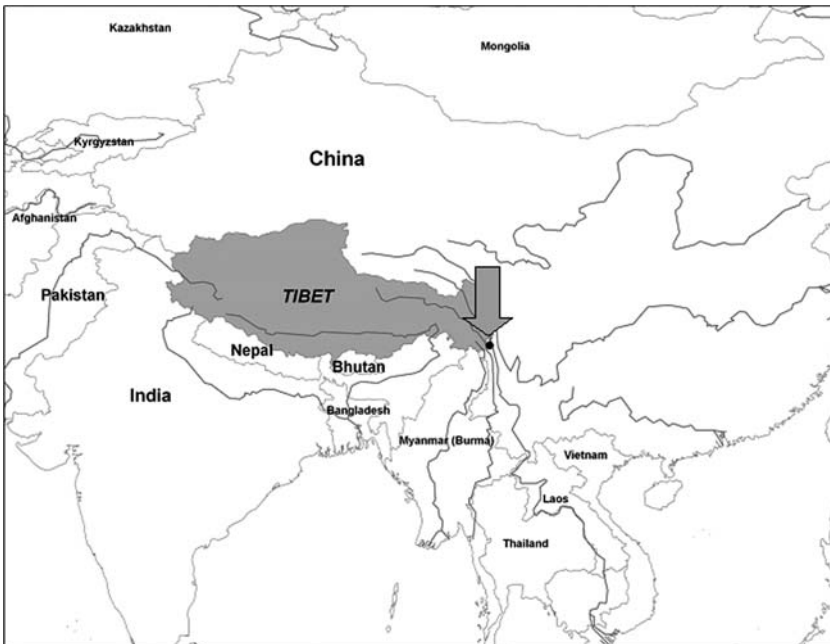 Kazakhstan
Mongolia
Kyrgyzstan
China
Afghanistan
Pakistan
TIBET
Nepal
Bhutan
India
Bangladesh
Myanmar (Burma)
Vietnam
Laos
Thailand